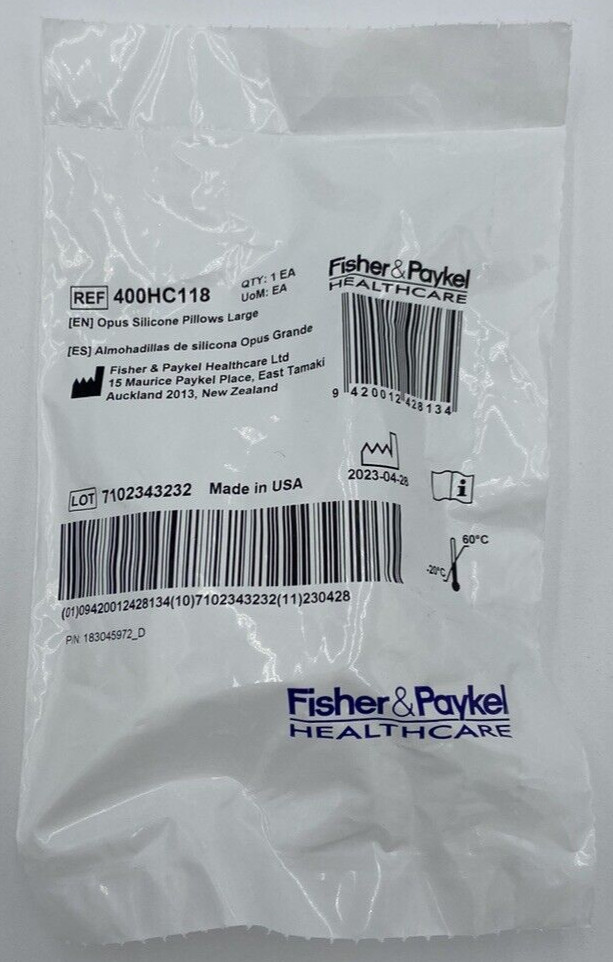 REF 400HC118
QTY: 1 EA
UoM: EA
[EN] Opus Silicone Pillows Large
[ES] Almohadillas de silicona Opus Grande
Fisher & Paykel Healthcare Ltd
15 Maurice Paykel Place, East Tamaki
Auckland 2013, New Zealand
Fisher&Paykel
HEALTHCARE
9 420012 428134
2023-04-28
i
LOT 7102343232 Made in USA
(01)09420012428134(10)7102343232(11)230428
P/N: 183045972_D
60°C
-20°C
Fisher&Paykel
HEALTHCARE